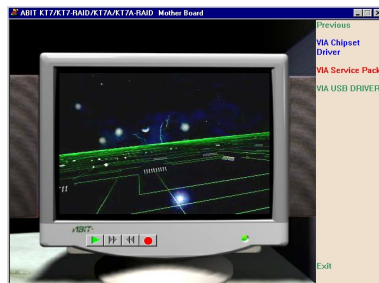 ABIT KT7/KT7-RAID/KT7A/KT7A-RAID Mother Board
Previous
VIA Chipset
Driver
VIA Service Pack
VIA USB DRIVER
ABIT
Exit